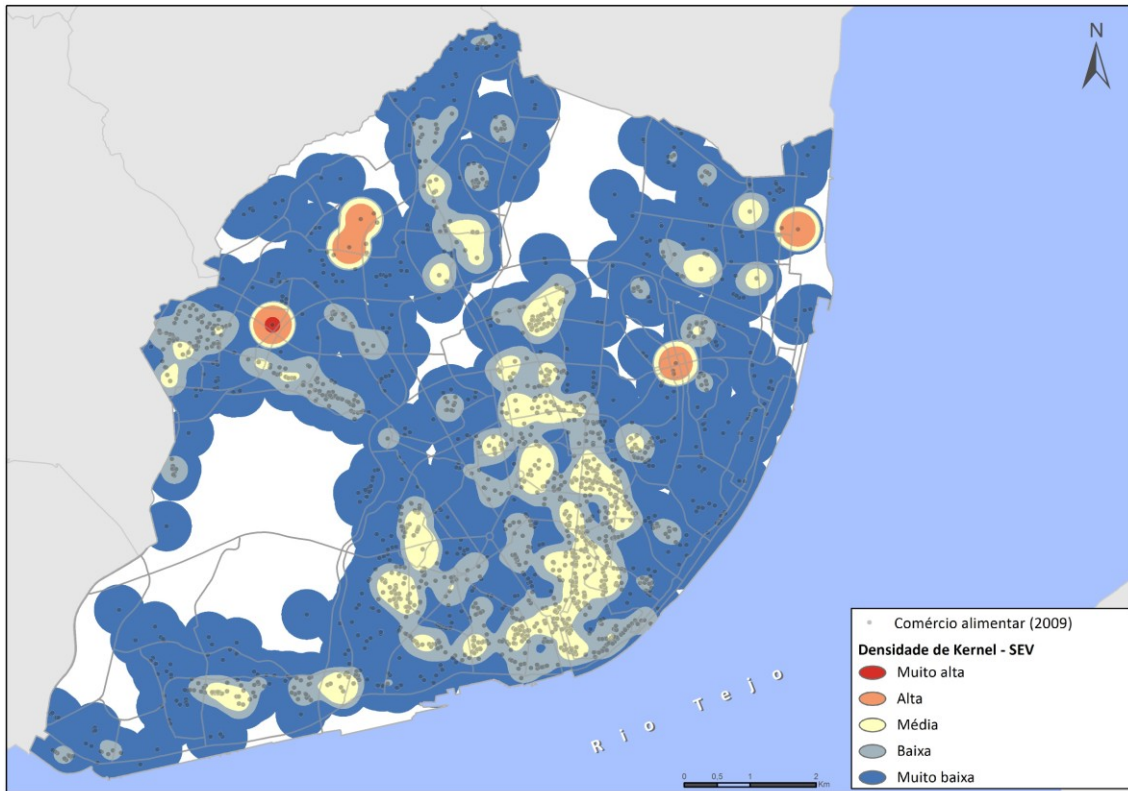 N
Rio Tejo
Comércio alimentar (2009)
Densidade de Kernel - SEV
Muito alta
Alta
Média
Baixa
Muito baixa
0 0,5 1 2
Km